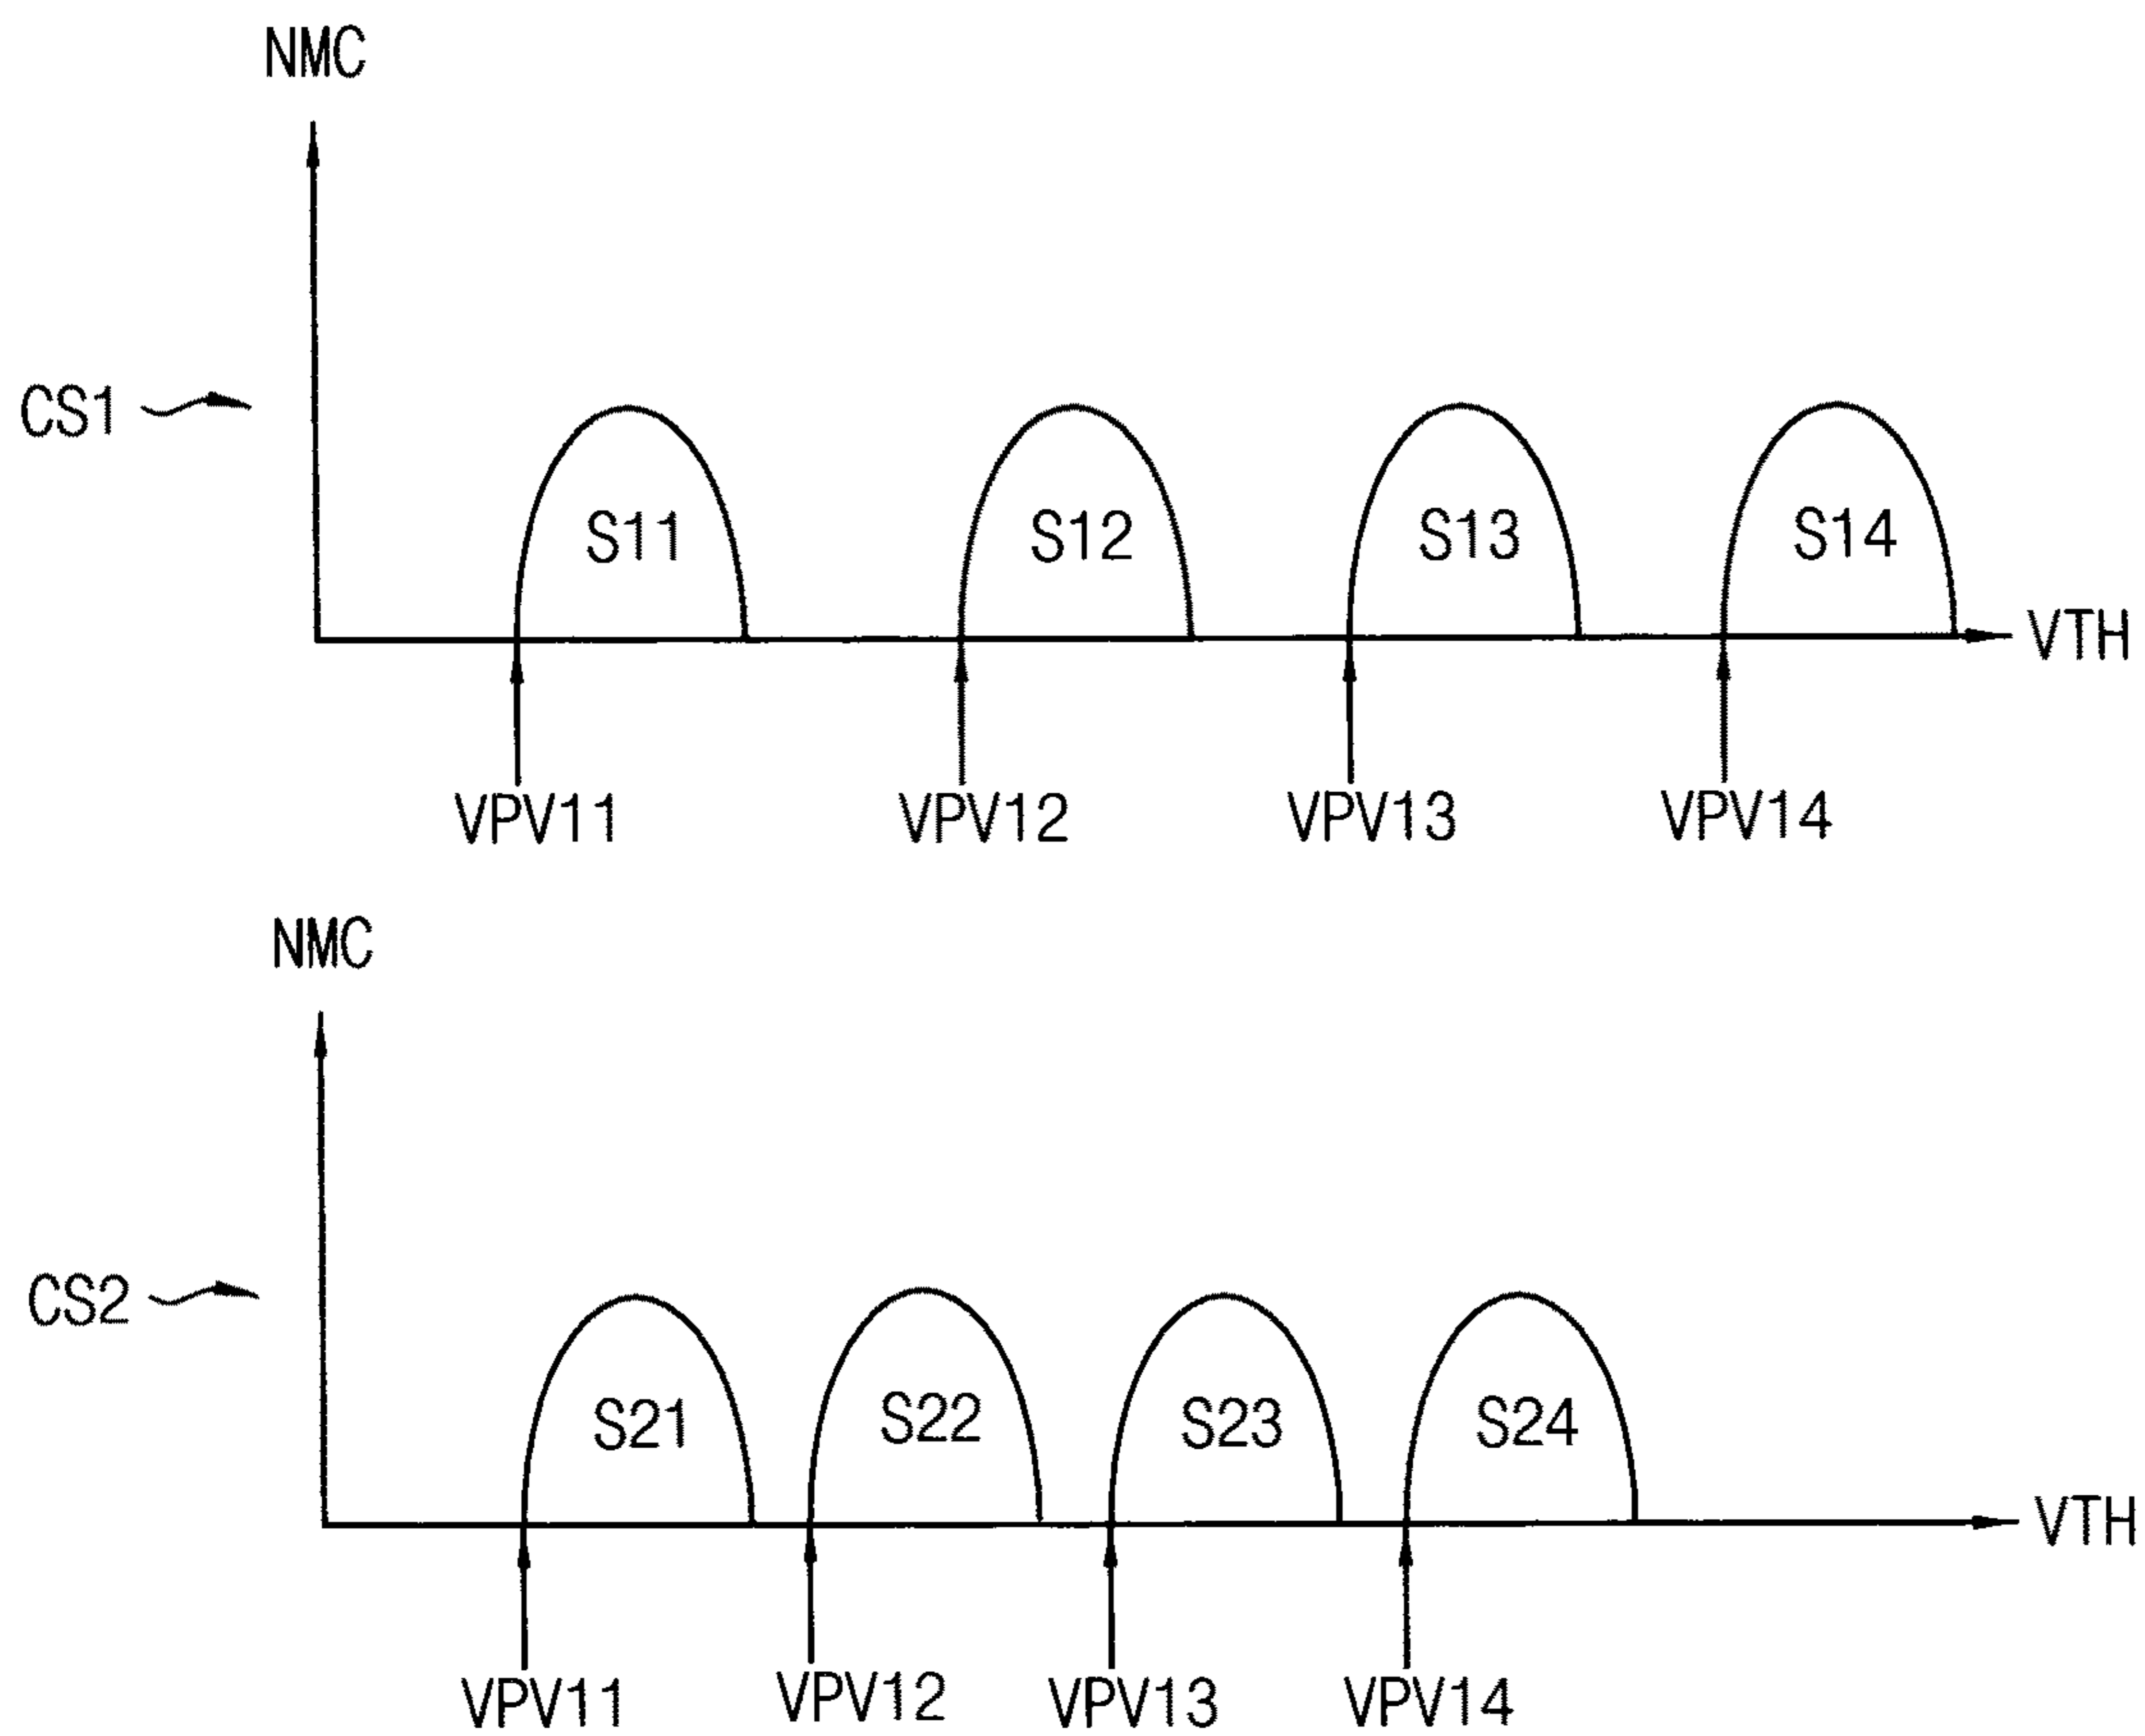 NMC
CS1
S11 S12 S13 S14
VTH
VPV11 VPV12 VPV13 VPV14
NMC
CS2
S21 S22 S23 S24
VTH
VPV11 VPV12 VPV13 VPV14